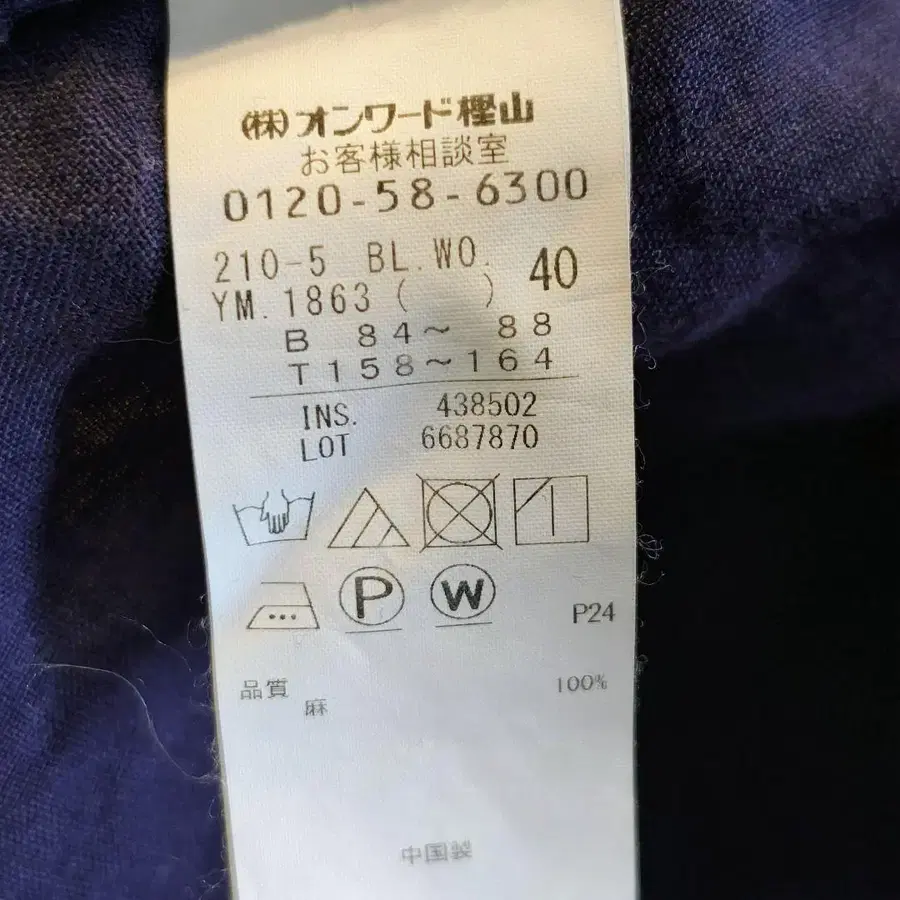 (株)オンワード樫山
お客様相談室
0120-58-6300
210-5 BL.WO. 40
YM.1863( )
B 84~ 88
T158~164
INS. 438502
LOT 6687870
P W
P24
品質 100%
麻
中国製